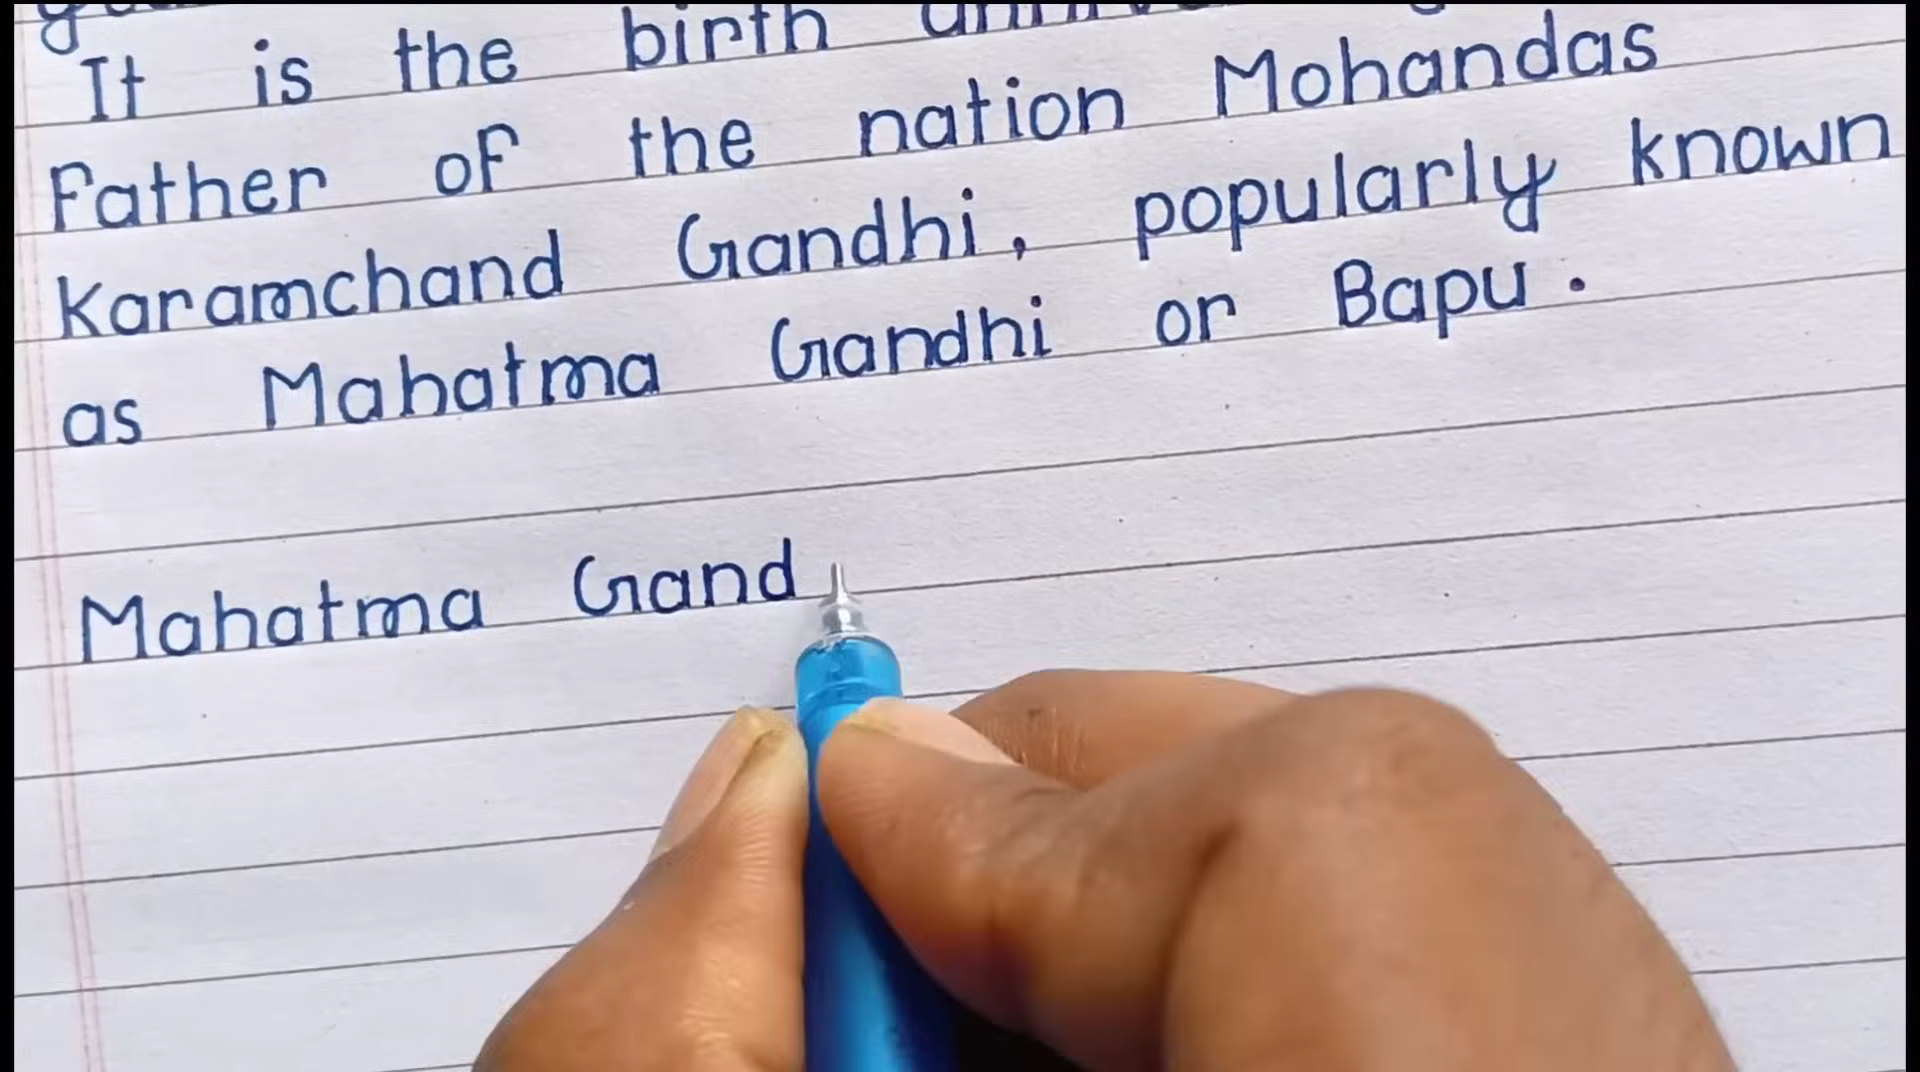 It is the birth
Father of the nation Mohandas
Karamchand Gandhi, popularly known
as Mahatma Gandhi or Bapu.
Mahatma Gand